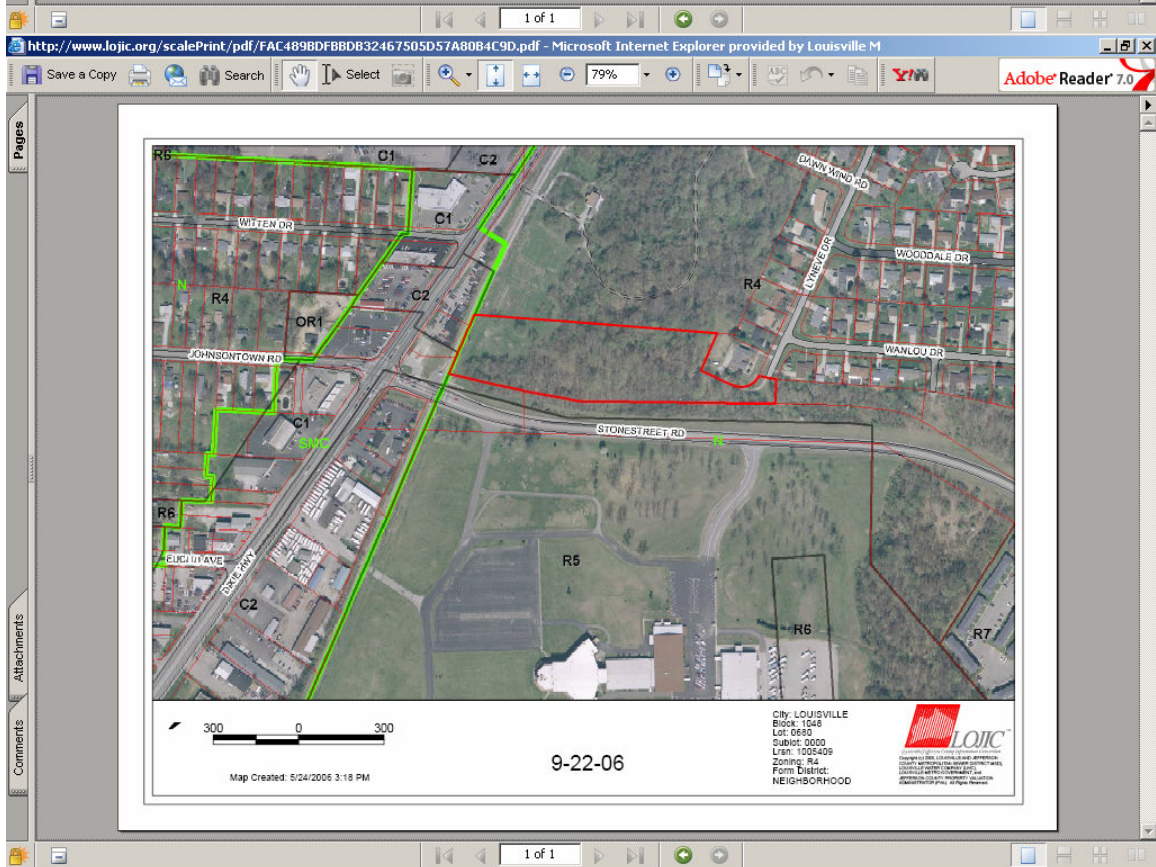 1 of 1
http://www.lojic.org/scalePrint/pdf/FAC489BDFBBDB32467505D57A80B4C9D.pdf - Microsoft Internet Explorer provided by Louisville M
Save a Copy
Search
Select
79%
Y!
Adobe® Reader® 7.0
Pages
Attachments
Comments
R6
C1
C2
DAWN WIND RD
C1
WITTEN DR
WOODDALE DR
LYNEVE DR
N
R4
R4
C2
OR1
JOHNSONTOWN RD
WANLOU DR
C1
SMC
STONESTREET RD
N
R6
EUCLID AVE
DIXIE HWY
R5
C2
R6
R7
300 0 300
Map Created: 5/24/2006 3:18 PM
9-22-06
City: LOUISVILLE
Block: 1048
Lot: 0680
Sublot: 0000
Lrsn: 1005409
Zoning: R4
Form District:
NEIGHBORHOOD
LOJIC
1 of 1